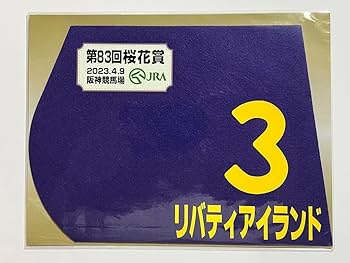 第83回桜花賞
2023.4.9
阪神競馬場
JRA
3
リバティアイランド